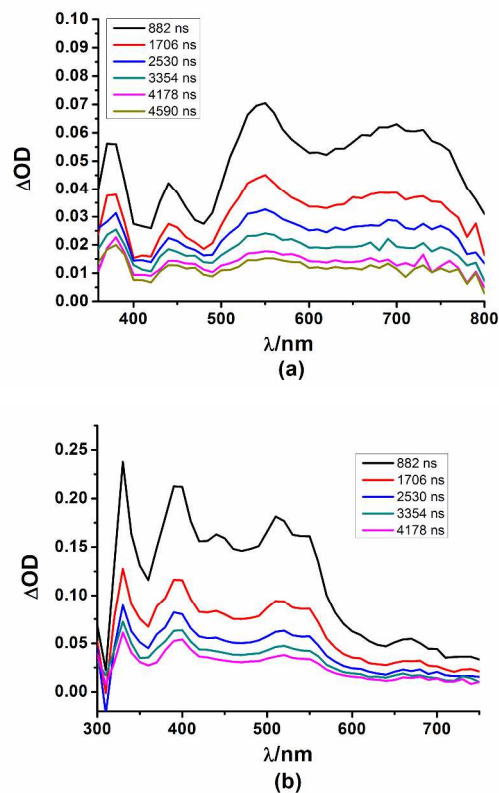 0.10
0.09
0.08
0.07
0.06
0.05
0.04
0.03
0.02
0.01
0.00
ΔOD
882 ns
1706 ns
2530 ns
3354 ns
4178 ns
4590 ns
400 500 600 700 800
λ/nm
(a)
0.25
0.20
0.15
0.10
0.05
0.00
ΔOD
882 ns
1706 ns
2530 ns
3354 ns
4178 ns
300 400 500 600 700
λ/nm
(b)